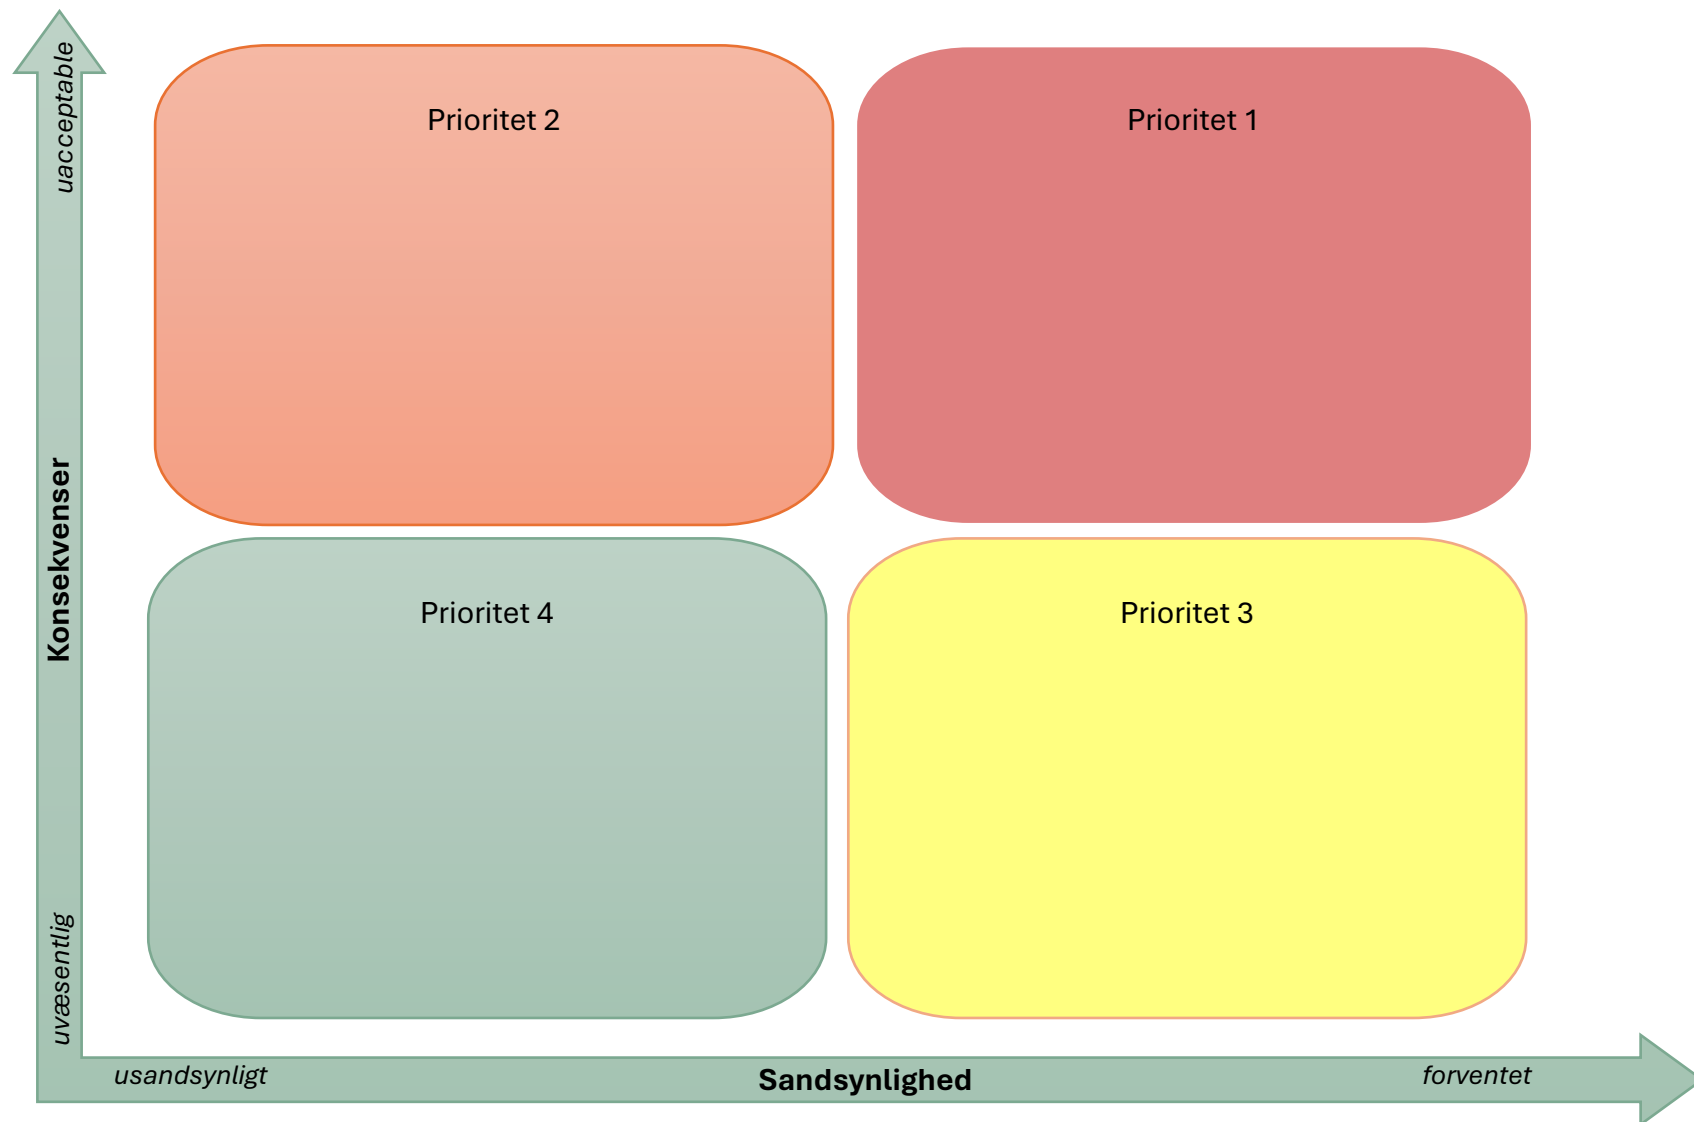 uacceptable
Prioritet 2
Prioritet 1
Konsekvenser
Prioritet 4
Prioritet 3
uvæsentlig
usandsynligt
Sandsynlighed
forventet